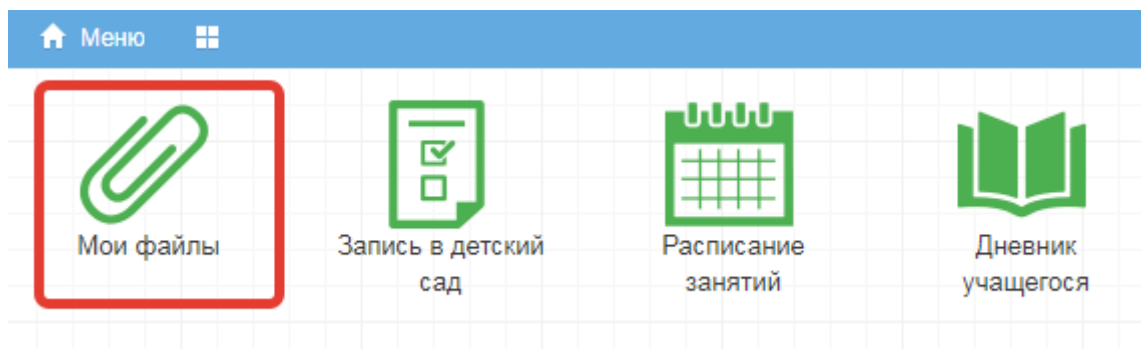 Меню
Мои файлы
Запись в детский
сад
Расписание
занятий
Дневник
учащегося